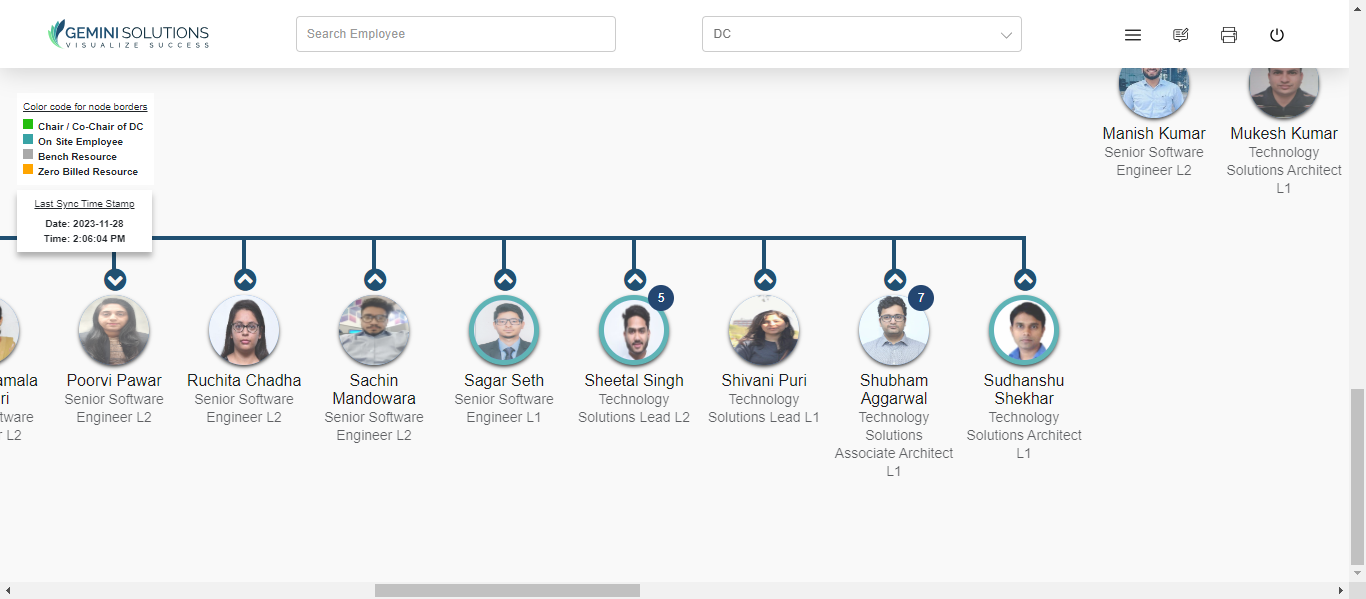 GEMINI SOLUTIONS
VISUALIZE SUCCESS
Search Employee
DC
Manish Kumar
Senior Software
Engineer L2
Mukesh Kumar
Technology
Solutions Architect
L1
Color code for node borders
Chair / Co-Chair of DC
On Site Employee
Bench Resource
Zero Billed Resource
Last Sync Time Stamp
Date: 2023-11-28
Time: 2:06:04 PM
L2
Poorvi Pawar
Senior Software
Engineer L2
Ruchita Chadha
Senior Software
Engineer L2
Sachin
Mandowara
Senior Software
Engineer L2
Sagar Seth
Senior Software
Engineer L1
5
Sheetal Singh
Technology
Solutions Lead L2
Shivani Puri
Technology
Solutions Lead L1
7
Shubham
Aggarwal
Technology
Solutions
Associate Architect
L1
Sudhanshu
Shekhar
Technology
Solutions Architect
L1